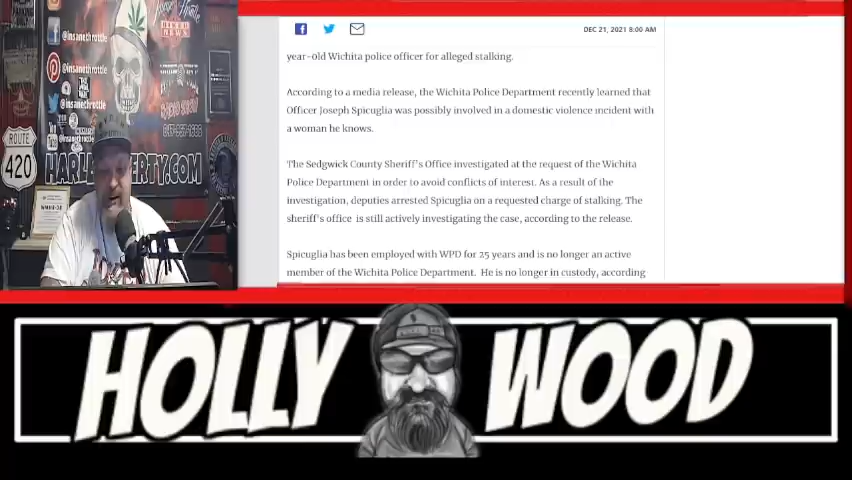 @insanethrottle
@insanethrottle
@insanethrottle
@insanethrottle
BIKER
NEWS
ROUTE
420
DEC 21, 2021 8:00 AM
year-old Wichita police officer for alleged stalking.
According to a media release, the Wichita Police Department recently learned that
Officer Joseph Spicuglia was possibly involved in a domestic violence incident with
a woman he knows.
The Sedgwick County Sheriff's Office investigated at the request of the Wichita
Police Department in order to avoid conflicts of interest. As a result of the
investigation, deputies arrested Spicuglia on a requested charge of stalking. The
sheriff's office is still actively investigating the case, according to the release.
Spicuglia has been employed with WPD for 25 years and is no longer an active
member of the Wichita Police Department. He is no longer in custody, according
HOLLY WOOD